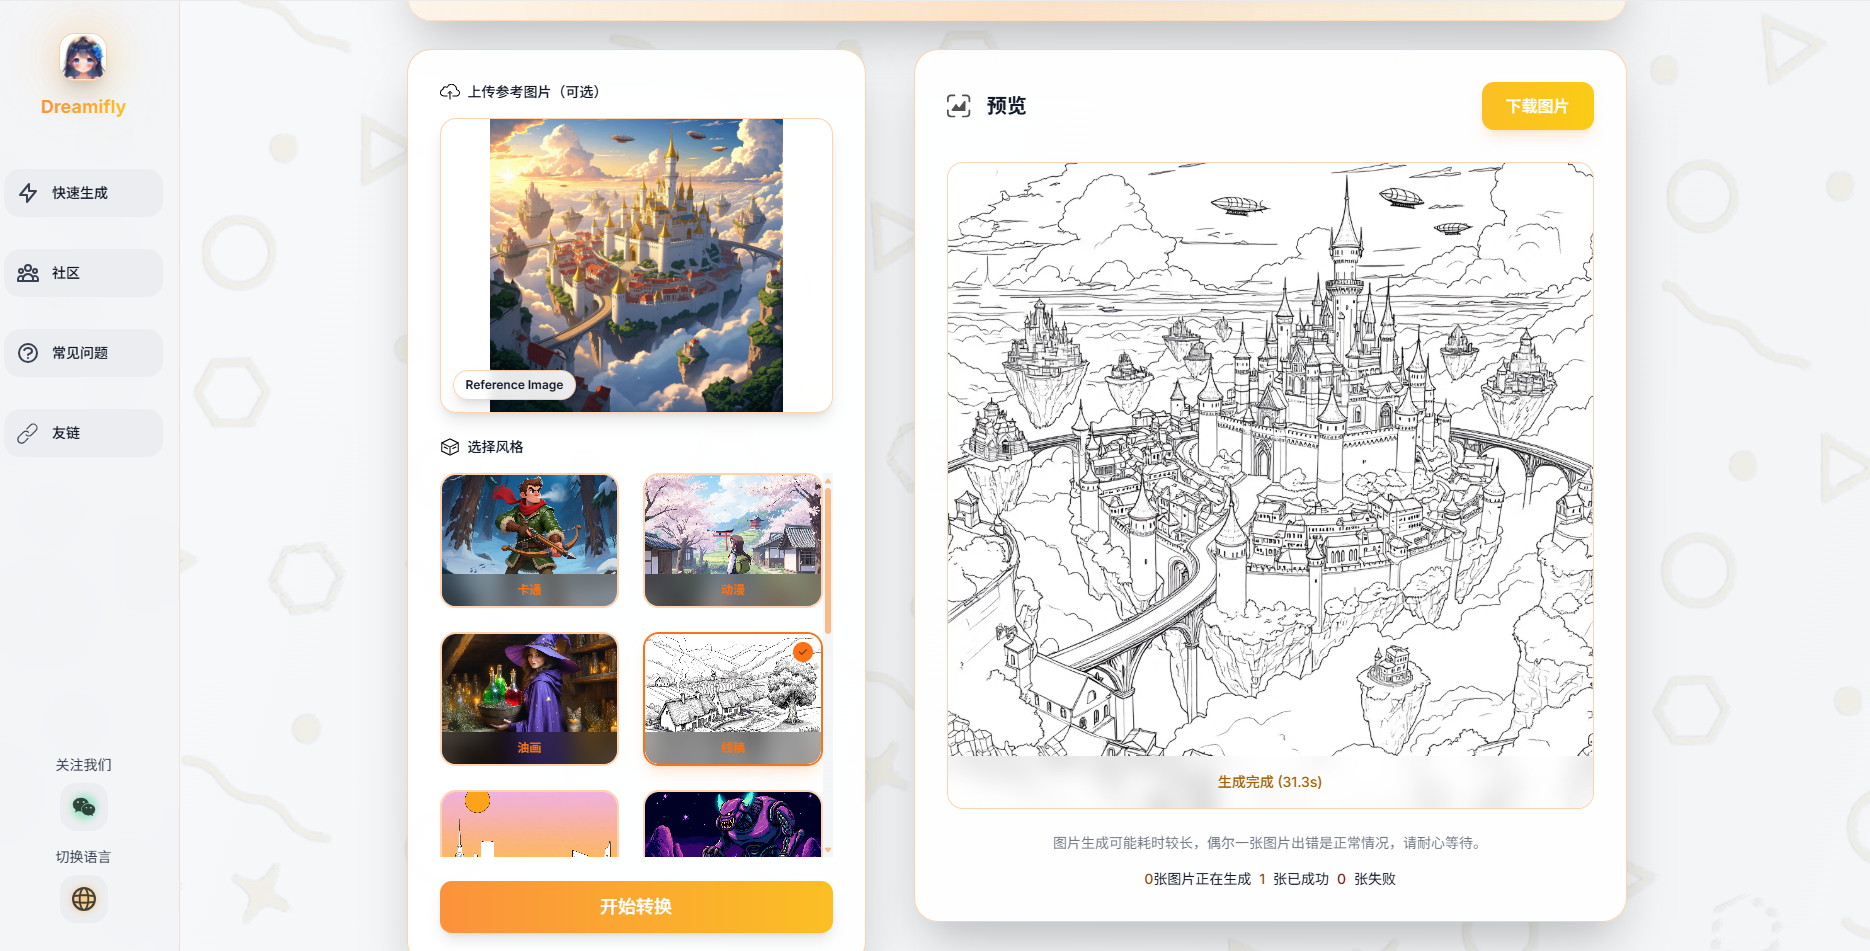 Dreamifly
快速生成
社区
常见问题
友链
关注我们
切换语言
上传参考图片（可选）
Reference Image
选择风格
卡通
动漫
油画
线稿
开始转换
预览
下载图片
生成完成 (31.3s)
图片生成可能耗时较长，偶尔一张图片出错是正常情况，请耐心等待。
0张图片正在生成 1 张已成功 0 张失败